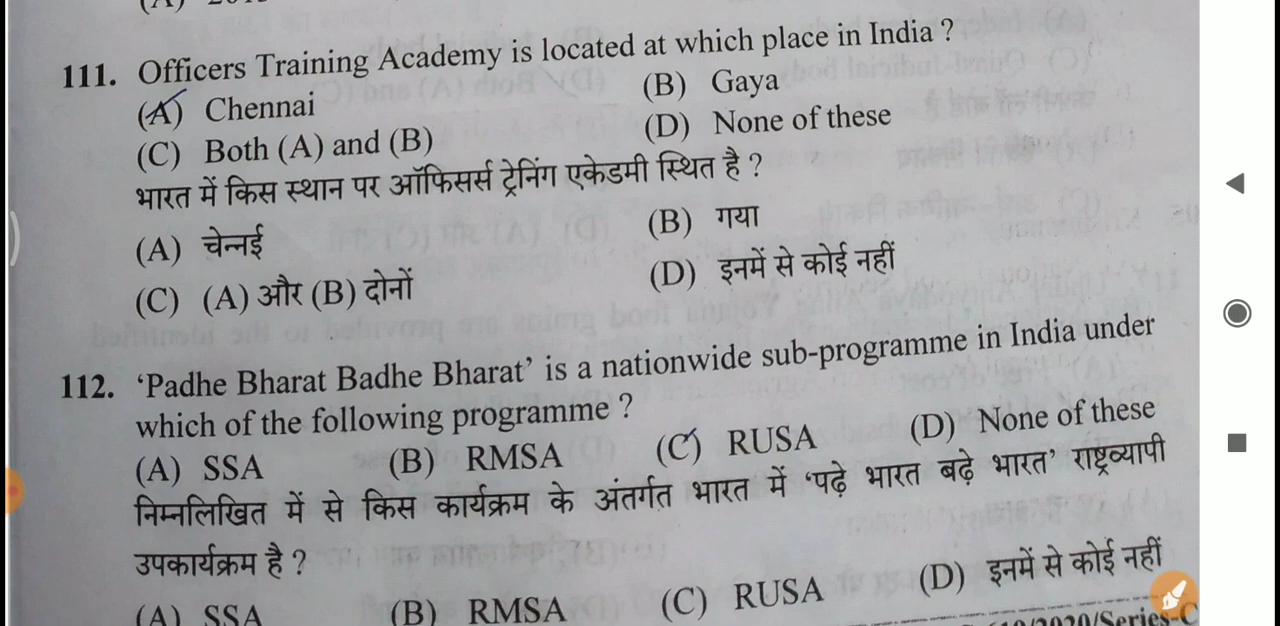 111. Officers Training Academy is located at which place in India ?
(A) Chennai (B) Gaya
(C) Both (A) and (B) (D) None of these
भारत में किस स्थान पर ऑफिसर्स ट्रेनिंग एकेडमी स्थित है ?
(A) चेन्नई (B) गया
(C) (A) और (B) दोनों (D) इनमें से कोई नहीं
112. ‘Padhe Bharat Badhe Bharat’ is a nationwide sub-programme in India under
which of the following programme ?
(A) SSA (B) RMSA (C) RUSA (D) None of these
निम्नलिखित में से किस कार्यक्रम के अंतर्गत भारत में ‘पढ़े भारत बढ़े भारत’ राष्ट्रव्यापी
उपकार्यक्रम है ?
(A) SSA (B) RMSA (C) RUSA (D) इनमें से कोई नहीं
/2020/Series-C